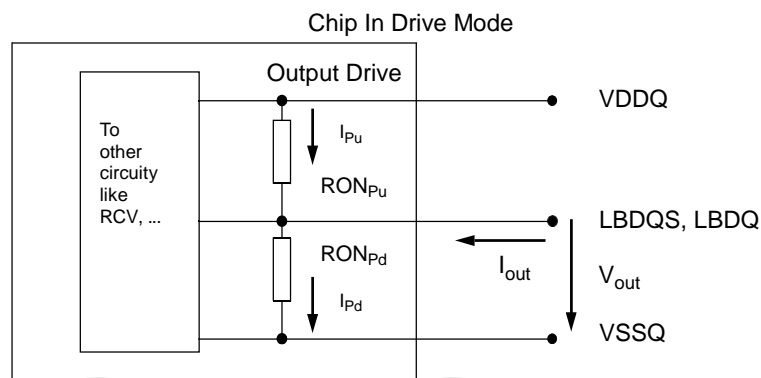 Chip In Drive Mode
Output Drive
VDDQ
To
other
circuity
like
RCV, ...
IPu
RONPu
LBDQS, LBDQ
RONPd
Iout
Vout
IPd
VSSQ